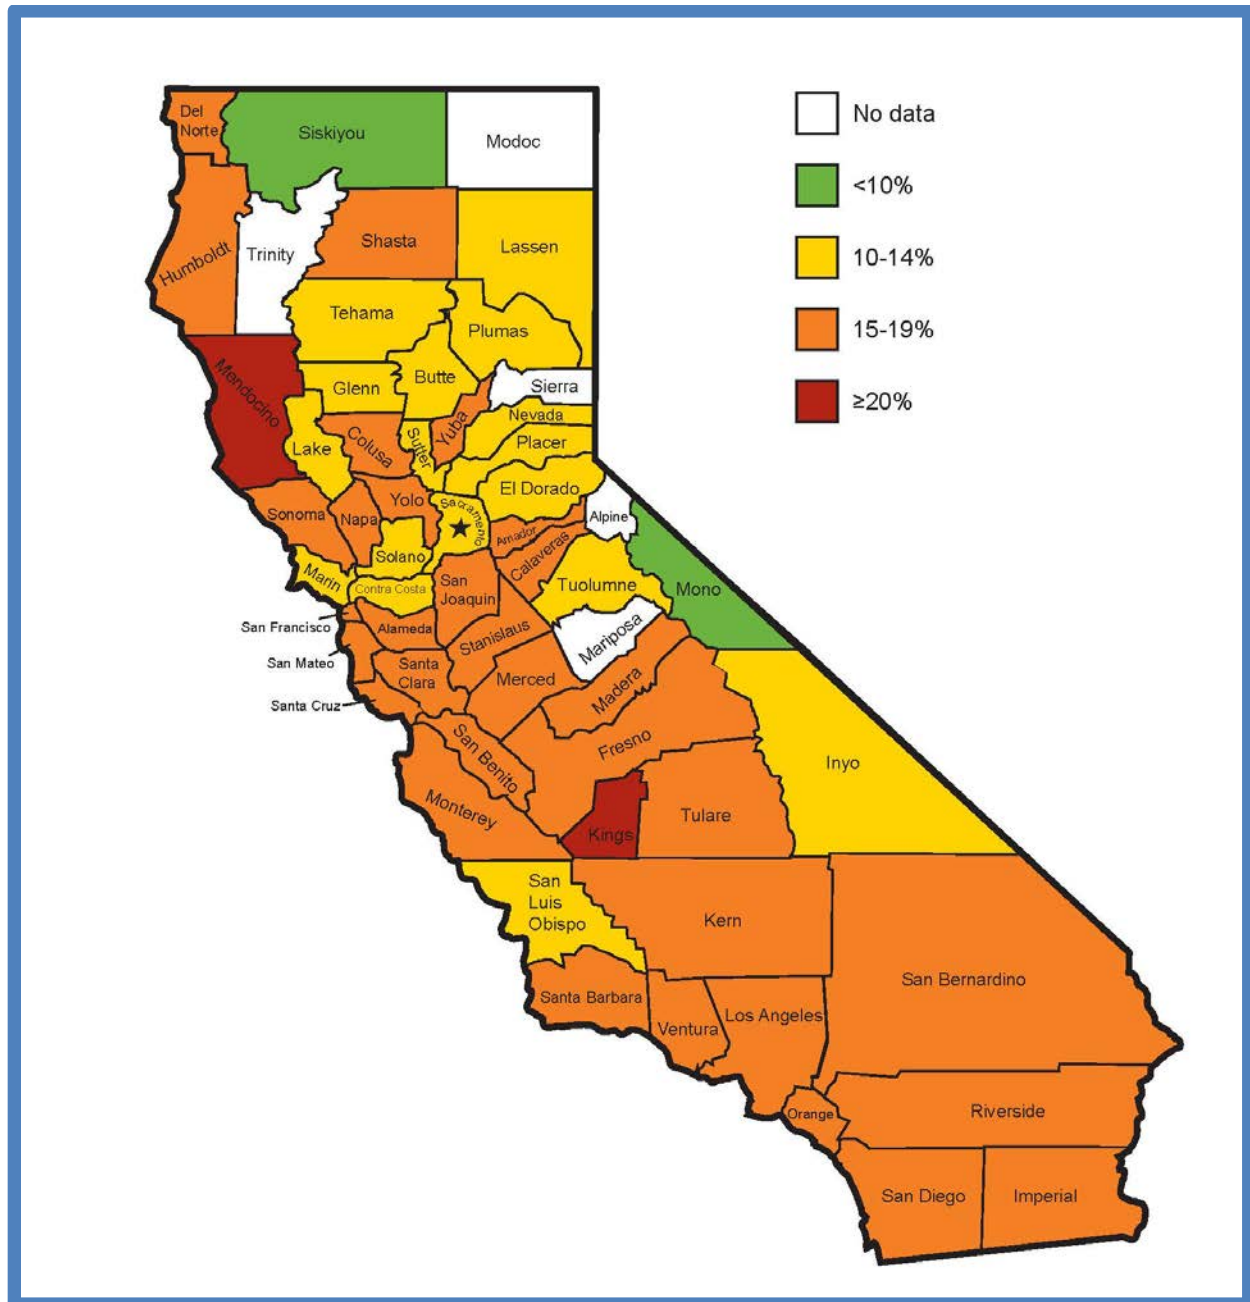 No data
<10%
10-14%
15-19%
≥20%
Del
Norte
Siskiyou
Modoc
Humboldt
Trinity
Shasta
Lassen
Tehama
Plumas
Mendocino
Glenn
Butte
Sierra
Lake
Colusa
Sutter
Yuba
Nevada
Placer
El Dorado
Sonoma
Napa
Yolo
Sacramento
Alpine
Amador
Calaveras
Solano
Marin
Contra Costa
San
Joaquin
Tuolumne
Mono
San Francisco
Alameda
Stanislaus
Mariposa
San Mateo
Santa
Clara
Merced
Madera
Santa Cruz
San Benito
Fresno
Inyo
Monterey
Kings
Tulare
San
Luis
Obispo
Kern
San Bernardino
Santa Barbara
Ventura
Los Angeles
Orange
Riverside
San Diego
Imperial